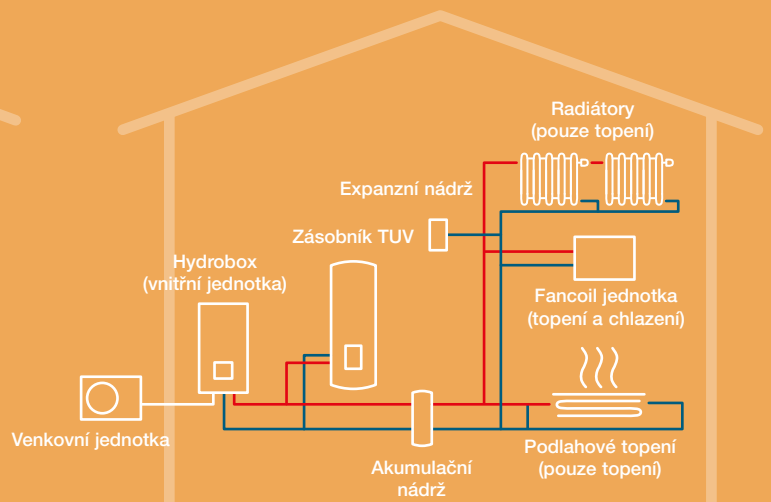 Radiátory
(pouze topení)
Expanzní nádrž
Zásobník TUV
Hydrobox
(vnitřní jednotka)
Fancoil jednotka
(topení a chlazení)
Venkovní jednotka
Akumulační
nádrž
Podlahové topení
(pouze topení)